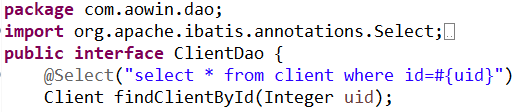 package com.aowin.dao;
import org.apache.ibatis.annotations.Select;
public interface ClientDao {
    @Select("select * from client where id=#{uid}")
    Client findClientById(Integer uid);